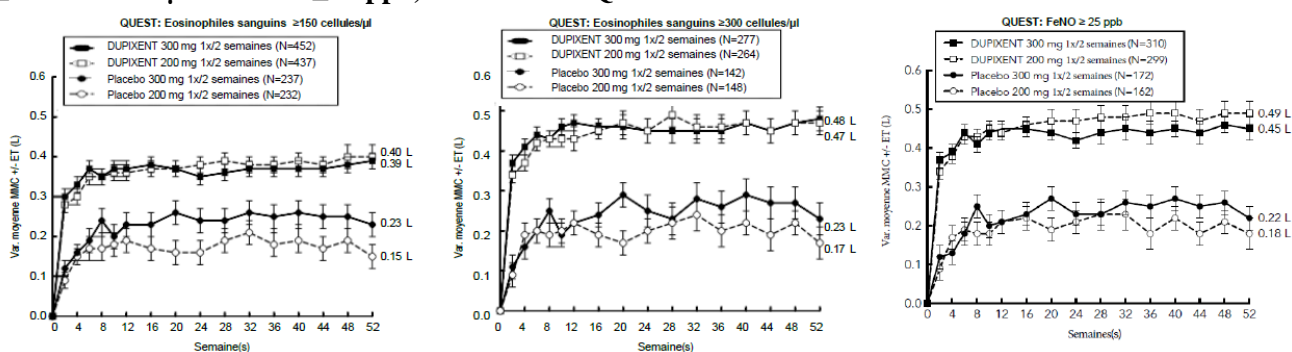 QUEST: Eosinophiles sanguins ≥150 cellules/µl
DUPIXENT 300 mg 1x/2 semaines (N=452)
DUPIXENT 200 mg 1x/2 semaines (N=437)
Placebo 300 mg 1x/2 semaines (N=237)
Placebo 200 mg 1x/2 semaines (N=232)
Var. moyenne MMC +/- ET (L)
0.6
0.5
0.4
0.3
0.2
0.1
0.0
0.40 L
0.39 L
0.23 L
0.15 L
0 2 4 6 8 10 12 16 20 24 28 32 36 40 44 48 52
Semaine(s)
QUEST: Eosinophiles sanguins ≥300 cellules/µl
DUPIXENT 300 mg 1x/2 semaines (N=277)
DUPIXENT 200 mg 1x/2 semaines (N=264)
Placebo 300 mg 1x/2 semaines (N=142)
Placebo 200 mg 1x/2 semaines (N=148)
Var. moyenne MMC +/- ET (L)
0.6
0.5
0.4
0.3
0.2
0.1
0.0
0.48 L
0.47 L
0.23 L
0.17 L
0 2 4 6 8 10 12 16 20 24 28 32 36 40 44 48 52
Semaine(s)
QUEST: FeNO ≥ 25 ppb
DUPIXENT 300 mg 1x/2 semaines (N=310)
DUPIXENT 200 mg 1x/2 semaines (N=299)
Placebo 300 mg 1x/2 semaines (N=172)
Placebo 200 mg 1x/2 semaines (N=162)
Var. moyenne MMC +/- ET (L)
0.6
0.5
0.4
0.3
0.2
0.1
0.0
0.49 L
0.45 L
0.22 L
0.18 L
0 2 4 6 8 10 12 16 20 24 28 32 36 40 44 48 52
Semaines(s)